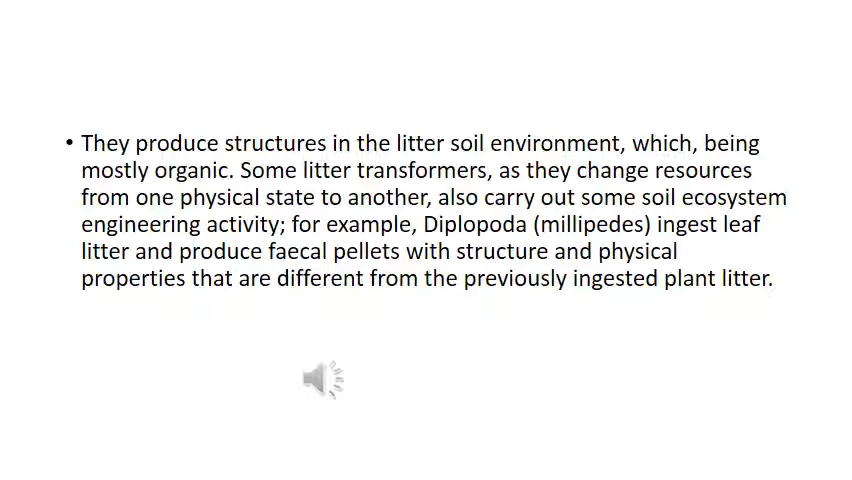 • They produce structures in the litter soil environment, which, being
mostly organic. Some litter transformers, as they change resources
from one physical state to another, also carry out some soil ecosystem
engineering activity; for example, Diplopoda (millipedes) ingest leaf
litter and produce faecal pellets with structure and physical
properties that are different from the previously ingested plant litter.